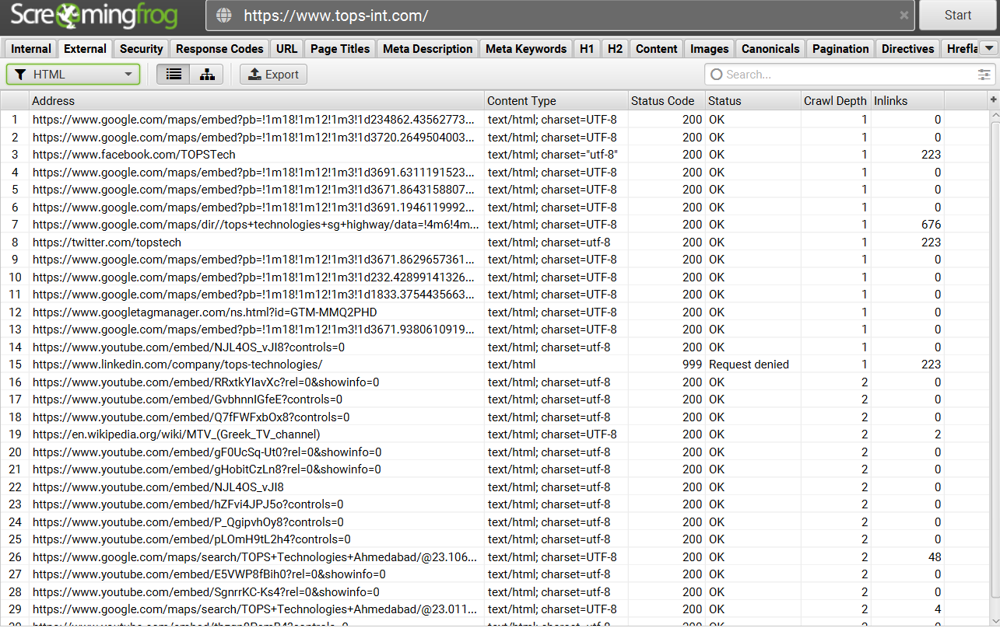 Screamingfrog https://www.tops-int.com/ × Start
Internal External Security Response Codes URL Page Titles Meta Description Meta Keywords H1 H2 Content Images Canonicals Pagination Directives Hrefla
HTML Export Search...
Address Content Type Status Code Status Crawl Depth Inlinks +
1 https://www.google.com/maps/embed?pb=!1m18!1m12!1m3!1d234862.43562773... text/html; charset=UTF-8 200 OK 1 0
2 https://www.google.com/maps/embed?pb=!1m18!1m12!1m3!1d3720.2649504003... text/html; charset=UTF-8 200 OK 1 0
3 https://www.facebook.com/TOPSTech text/html; charset="utf-8" 200 OK 1 223
4 https://www.google.com/maps/embed?pb=!1m18!1m12!1m3!1d3691.6311191523... text/html; charset=UTF-8 200 OK 1 0
5 https://www.google.com/maps/embed?pb=!1m18!1m12!1m3!1d3671.8643158807... text/html; charset=UTF-8 200 OK 1 0
6 https://www.google.com/maps/embed?pb=!1m18!1m12!1m3!1d3691.1946119992... text/html; charset=UTF-8 200 OK 1 0
7 https://www.google.com/maps/dir//tops+technologies+sg+highway/data=!4m6!4m... text/html; charset=UTF-8 200 OK 1 676
8 https://twitter.com/topstech text/html; charset=utf-8 200 OK 1 223
9 https://www.google.com/maps/embed?pb=!1m18!1m12!1m3!1d3671.8629657361... text/html; charset=UTF-8 200 OK 1 0
10 https://www.google.com/maps/embed?pb=!1m18!1m12!1m3!1d232.42899141326... text/html; charset=UTF-8 200 OK 1 0
11 https://www.google.com/maps/embed?pb=!1m18!1m12!1m3!1d1833.3754435663... text/html; charset=UTF-8 200 OK 1 0
12 https://www.googletagmanager.com/ns.html?id=GTM-MMQ2PHD text/html; charset=UTF-8 200 OK 1 0
13 https://www.google.com/maps/embed?pb=!1m18!1m12!1m3!1d3671.9380610919... text/html; charset=UTF-8 200 OK 1 0
14 https://www.youtube.com/embed/NJL4OS_vJI8?controls=0 text/html; charset=utf-8 200 OK 1 0
15 https://www.linkedin.com/company/tops-technologies/ text/html 999 Request denied 1 223
16 https://www.youtube.com/embed/RRxtkYIavXc?rel=0&showinfo=0 text/html; charset=utf-8 200 OK 2 0
17 https://www.youtube.com/embed/GvbhnnIGfeE?controls=0 text/html; charset=utf-8 200 OK 2 0
18 https://www.youtube.com/embed/Q7fFWFxbOx8?controls=0 text/html; charset=utf-8 200 OK 2 0
19 https://en.wikipedia.org/wiki/MTV_(Greek_TV_channel) text/html; charset=UTF-8 200 OK 2 2
20 https://www.youtube.com/embed/gF0UcSq-Ut0?rel=0&showinfo=0 text/html; charset=utf-8 200 OK 2 0
21 https://www.youtube.com/embed/gHobitCzLn8?rel=0&showinfo=0 text/html; charset=utf-8 200 OK 2 0
22 https://www.youtube.com/embed/NJL4OS_vJI8 text/html; charset=utf-8 200 OK 2 0
23 https://www.youtube.com/embed/hZFvi4JPJ5o?controls=0 text/html; charset=utf-8 200 OK 2 0
24 https://www.youtube.com/embed/P_QgipvhOy8?controls=0 text/html; charset=utf-8 200 OK 2 0
25 https://www.youtube.com/embed/pLOmH9tL2h4?controls=0 text/html; charset=utf-8 200 OK 2 0
26 https://www.google.com/maps/search/TOPS+Technologies+Ahmedabad/@23.106... text/html; charset=UTF-8 200 OK 2 48
27 https://www.youtube.com/embed/E5VWP8fBih0?rel=0&showinfo=0 text/html; charset=utf-8 200 OK 2 0
28 https://www.youtube.com/embed/SgnrrKC-Ks4?controls=0 text/html; charset=utf-8 200 OK 2 0
29 https://www.google.com/maps/search/TOPS+Technologies+Ahmedabad/@23.011... text/html; charset=UTF-8 200 OK 2 4